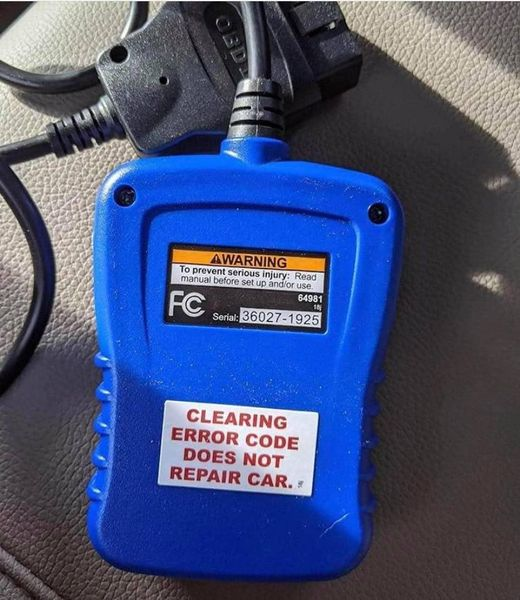 OBD
⚠WARNING
To prevent serious injury: Read
manual before set up and/or use.
64981
18j
FC
Serial: 36027-1925
CLEARING
ERROR CODE
DOES NOT
REPAIR CAR.